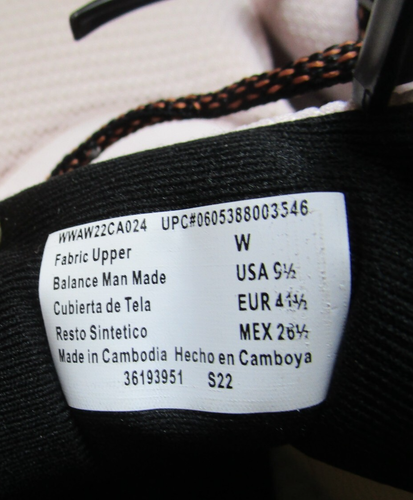 WWAW22CA024 UPC#0605388003546
Fabric Upper W
Balance Man Made USA 9½
Cubierta de Tela EUR 41½
Resto Sintetico MEX 26½
Made in Cambodia Hecho en Camboya
36193951 S22